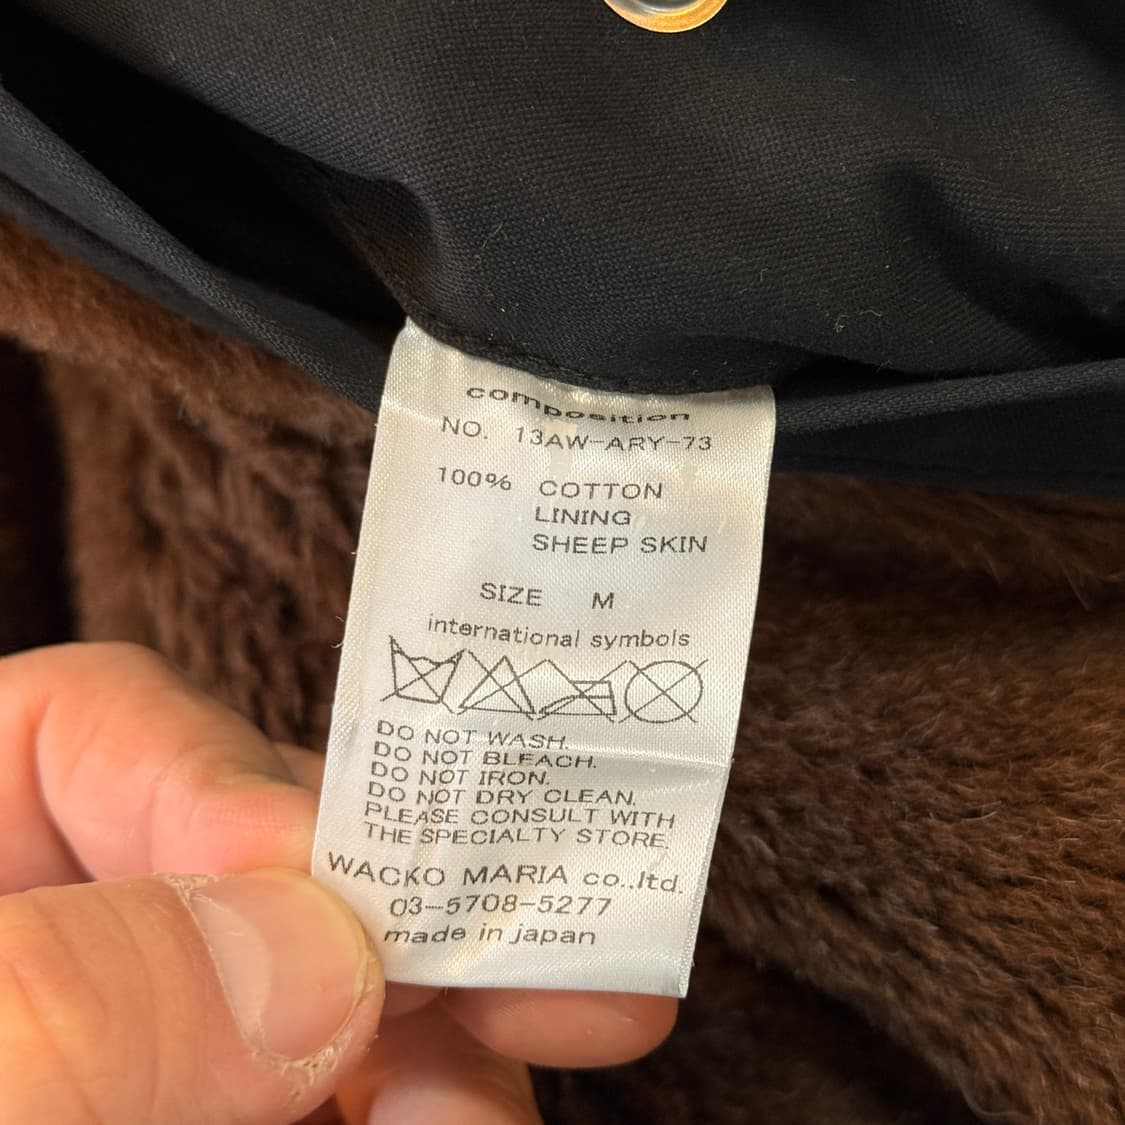 composition
NO. 13AW-ARY-73
100% COTTON
LINING
SHEEP SKIN
SIZE M
international symbols
DO NOT WASH.
DO NOT BLEACH.
DO NOT IRON.
DO NOT DRY CLEAN.
PLEASE CONSULT WITH
THE SPECIALTY STORE.
WACKO MARIA co.,ltd.
03-5708-5277
made in japan